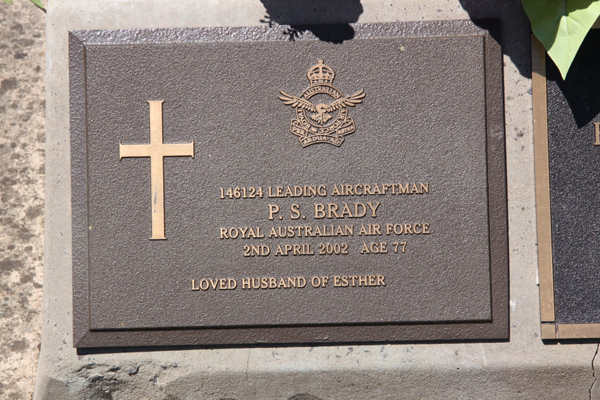 146124 LEADING AIRCRAFTMAN
P. S. BRADY
ROYAL AUSTRALIAN AIR FORCE
2ND APRIL 2002 AGE 77
LOVED HUSBAND OF ESTHER